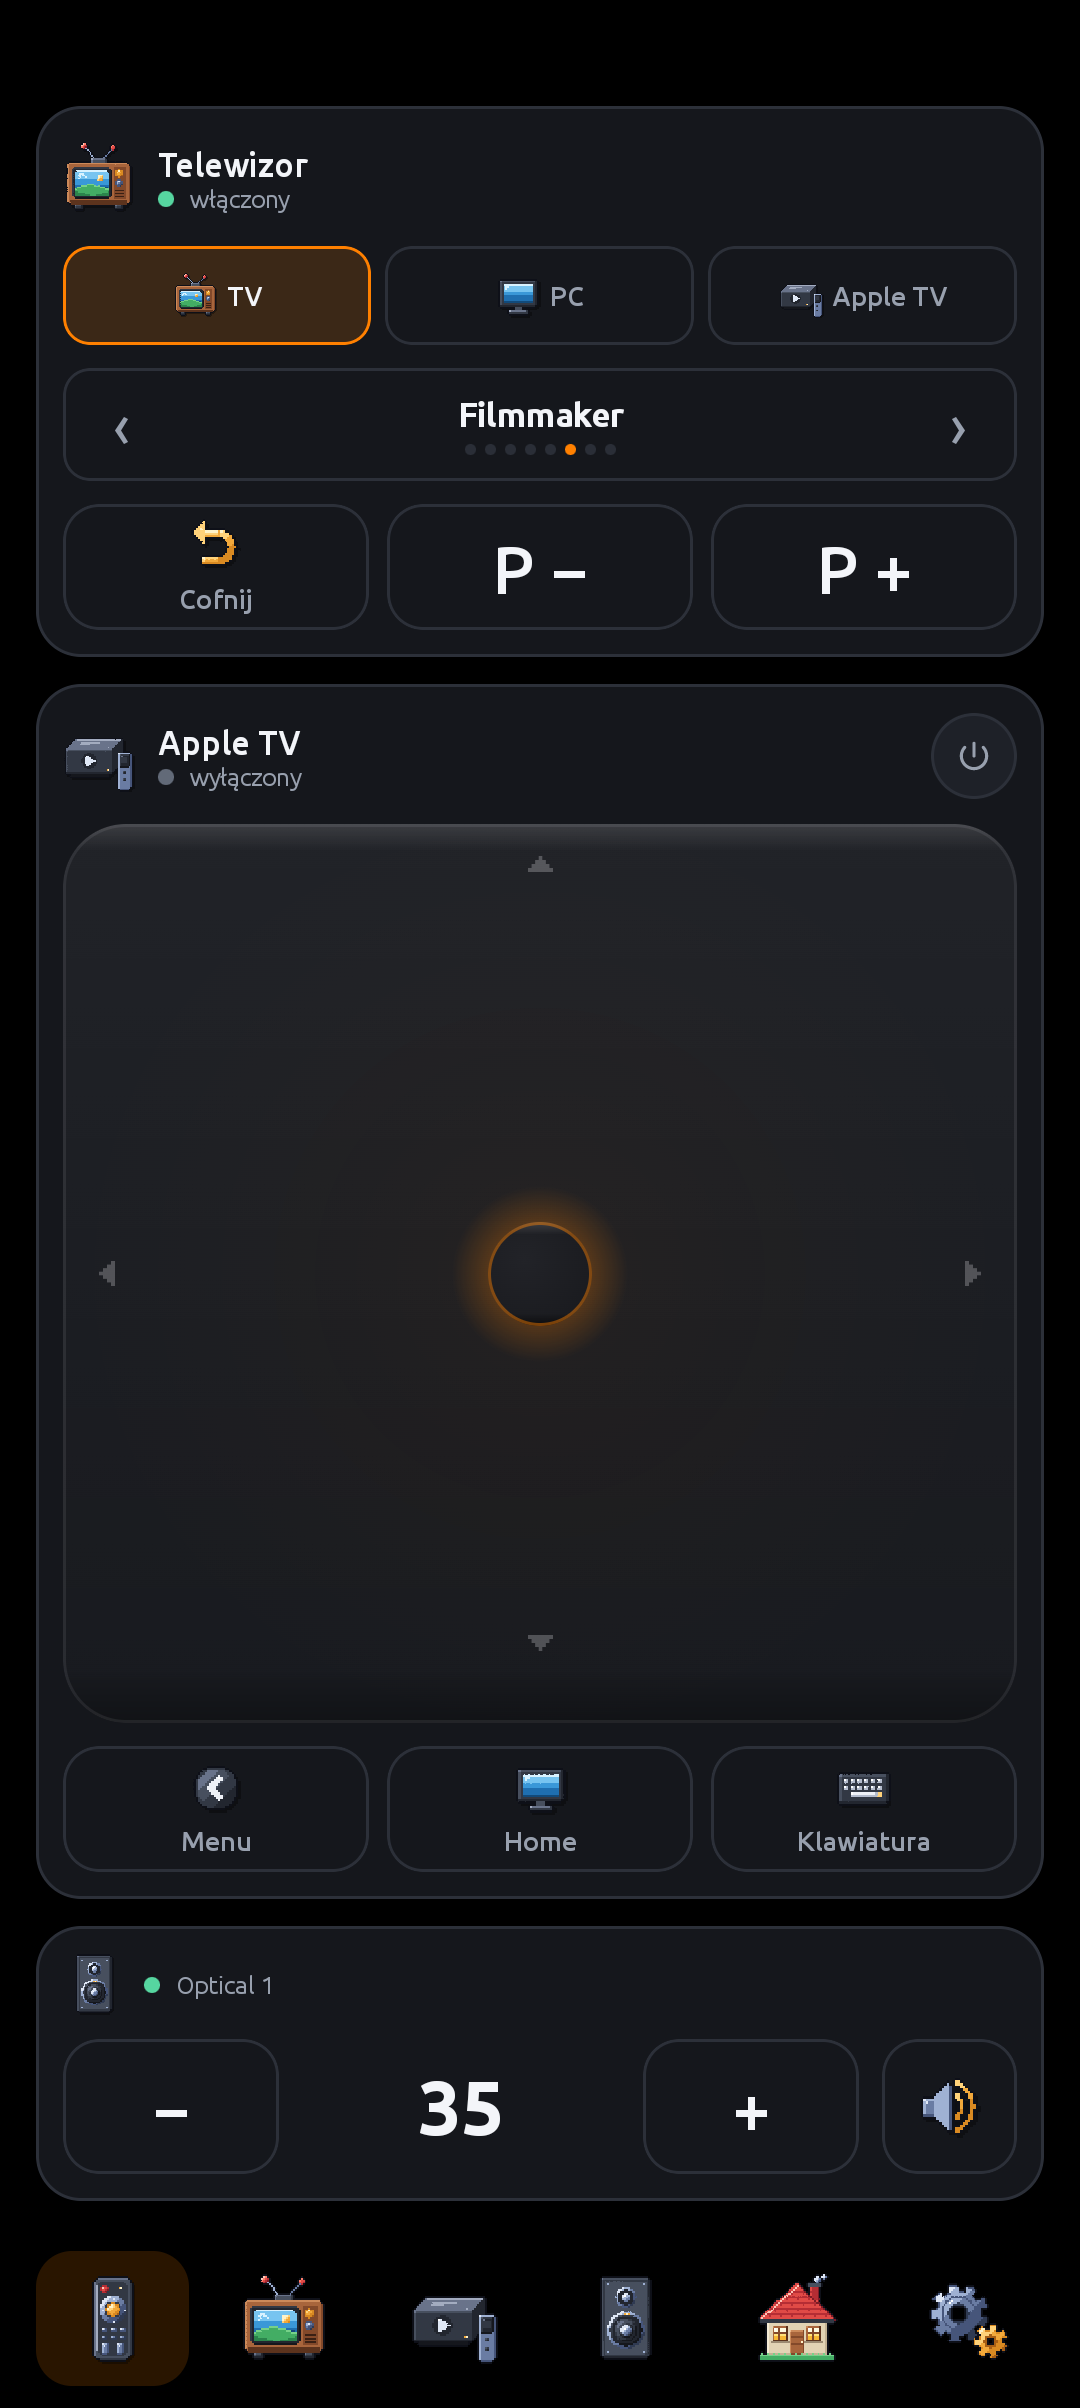 Telewizor
włączony
TV
PC
Apple TV
Filmmaker
Cofnij
P −
P +
Apple TV
wyłączony
Menu
Home
Klawiatura
Optical 1
−
35
+